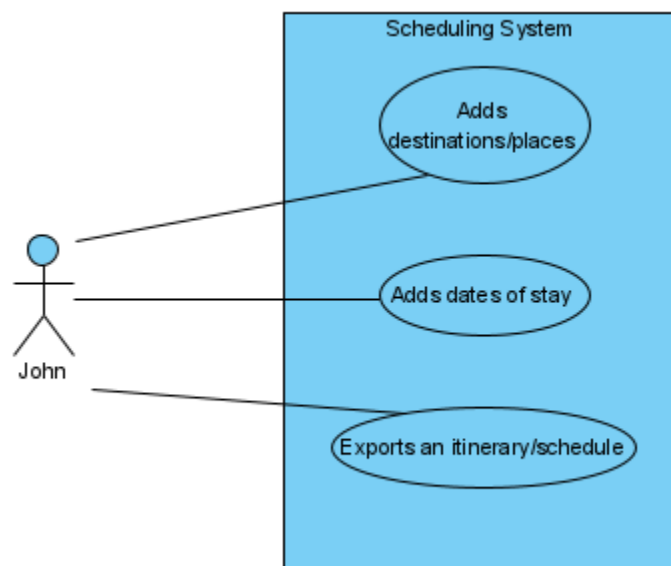 Scheduling System
Adds
destinations/places
Adds dates of stay
John
Exports an itinerary/schedule